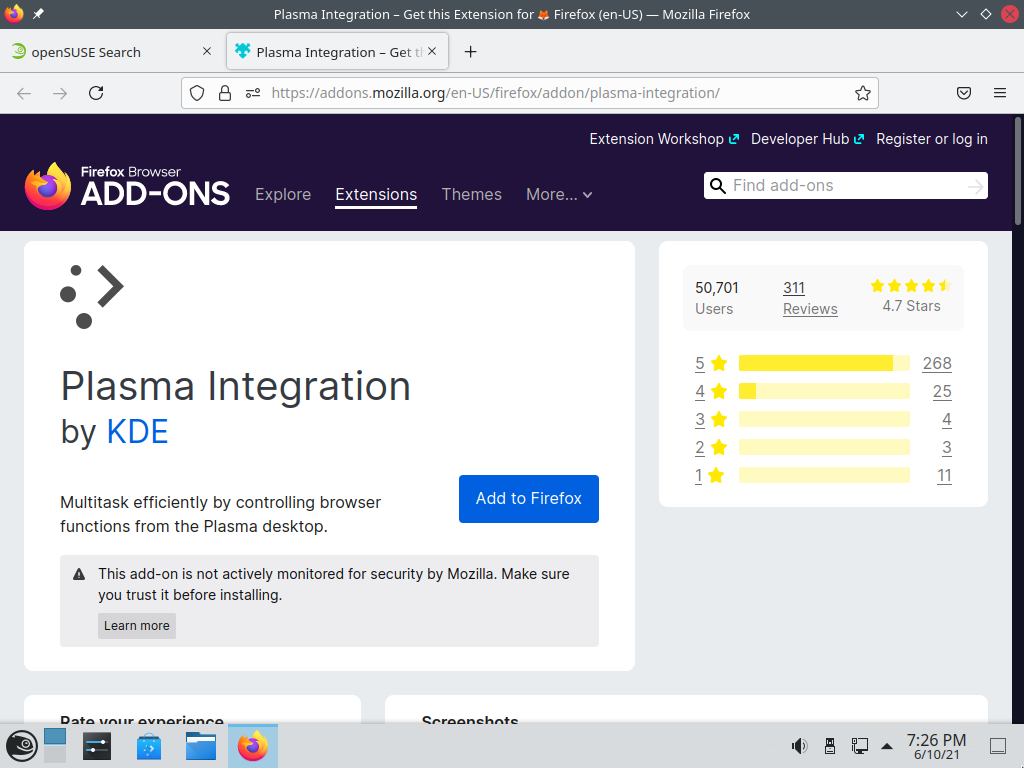 Plasma Integration – Get this Extension for 🦊 Firefox (en-US) — Mozilla Firefox
openSUSE Search
Plasma Integration – Get t
https://addons.mozilla.org/en-US/firefox/addon/plasma-integration/
Extension Workshop Developer Hub Register or log in
Firefox Browser
ADD-ONS
Explore Extensions Themes More... Find add-ons
Plasma Integration
by KDE
Multitask efficiently by controlling browser
functions from the Plasma desktop.
Add to Firefox
This add-on is not actively monitored for security by Mozilla. Make sure
you trust it before installing.
Learn more
50,701 311
Users Reviews 4.7 Stars
5 268
4 25
3 4
2 3
1 11
Rate your experience
Screenshots
7:26 PM
6/10/21